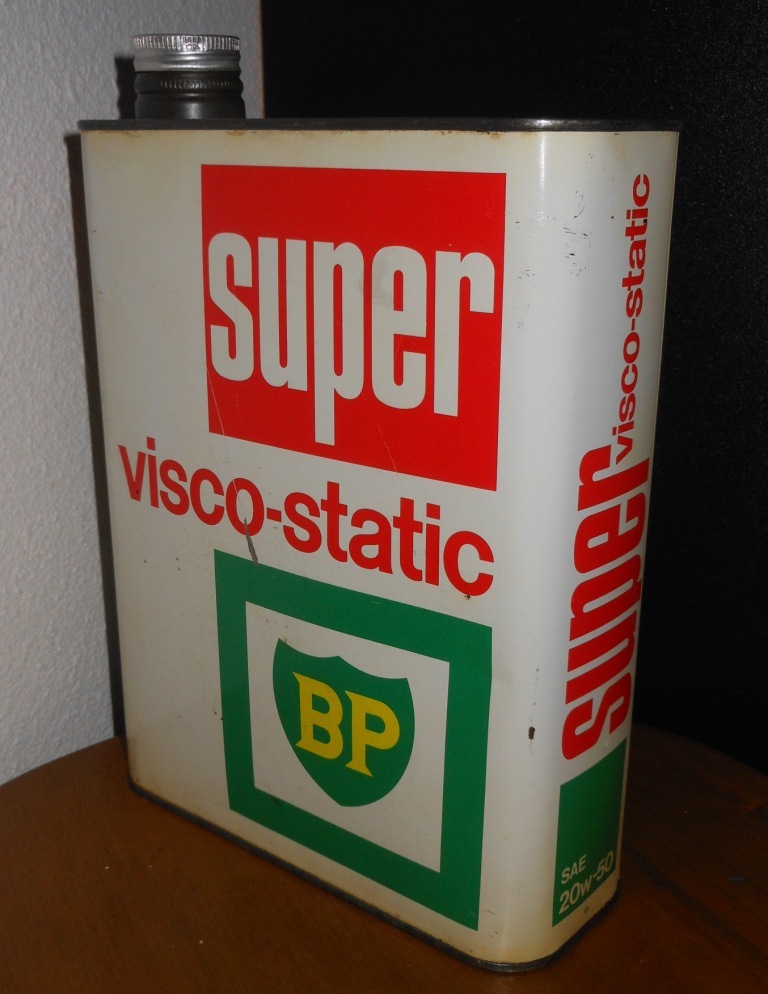 super
visco-static
BP
super visco-static
SAE
20w-50